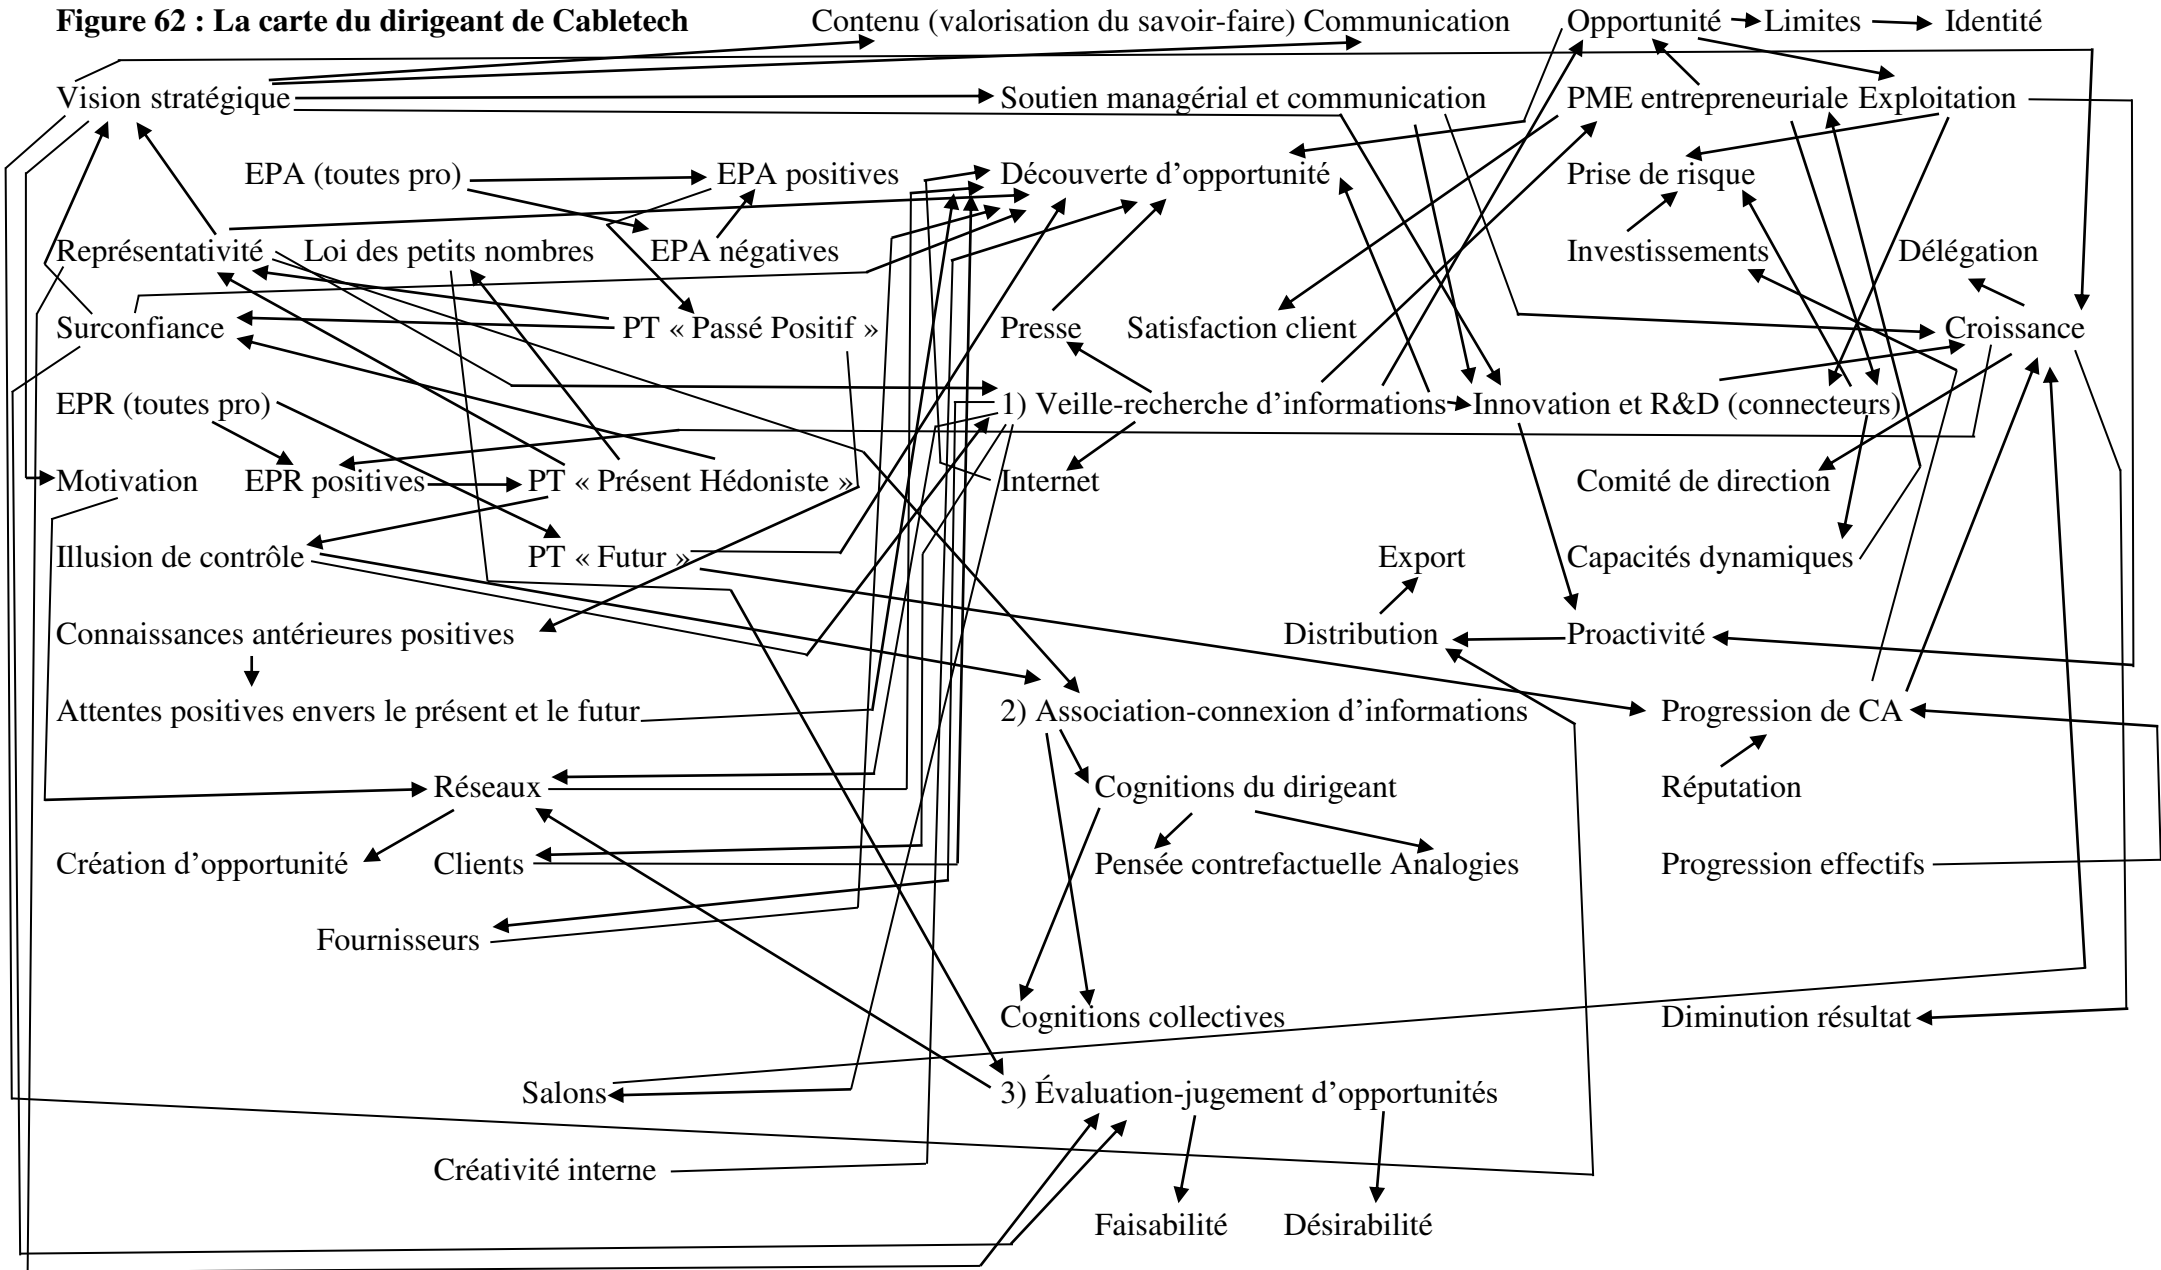 Figure 62 : La carte du dirigeant de Cabletech Contenu (valorisation du savoir-faire) Communication Opportunité Limites Identité
Vision stratégique Soutien managérial et communication PME entrepreneuriale Exploitation
EPA (toutes pro) EPA positives Découverte d’opportunité Prise de risque
Représentativité Loi des petits nombres EPA négatives Investissements Délégation
Surconfiance PT « Passé Positif » Presse Satisfaction client Croissance
EPR (toutes pro) 1) Veille-recherche d’informations Innovation et R&D (connecteurs)
Motivation EPR positives PT « Présent Hédoniste » Internet Comité de direction
Illusion de contrôle PT « Futur » Export Capacités dynamiques
Connaissances antérieures positives Distribution Proactivité
Attentes positives envers le présent et le futur 2) Association-connexion d’informations Progression de CA
Réseaux Cognitions du dirigeant Réputation
Création d’opportunité Clients Pensée contrefactuelle Analogies Progression effectifs
Fournisseurs
Cognitions collectives Diminution résultat
Salons 3) Évaluation-jugement d’opportunités
Créativité interne
Faisabilité Désirabilité